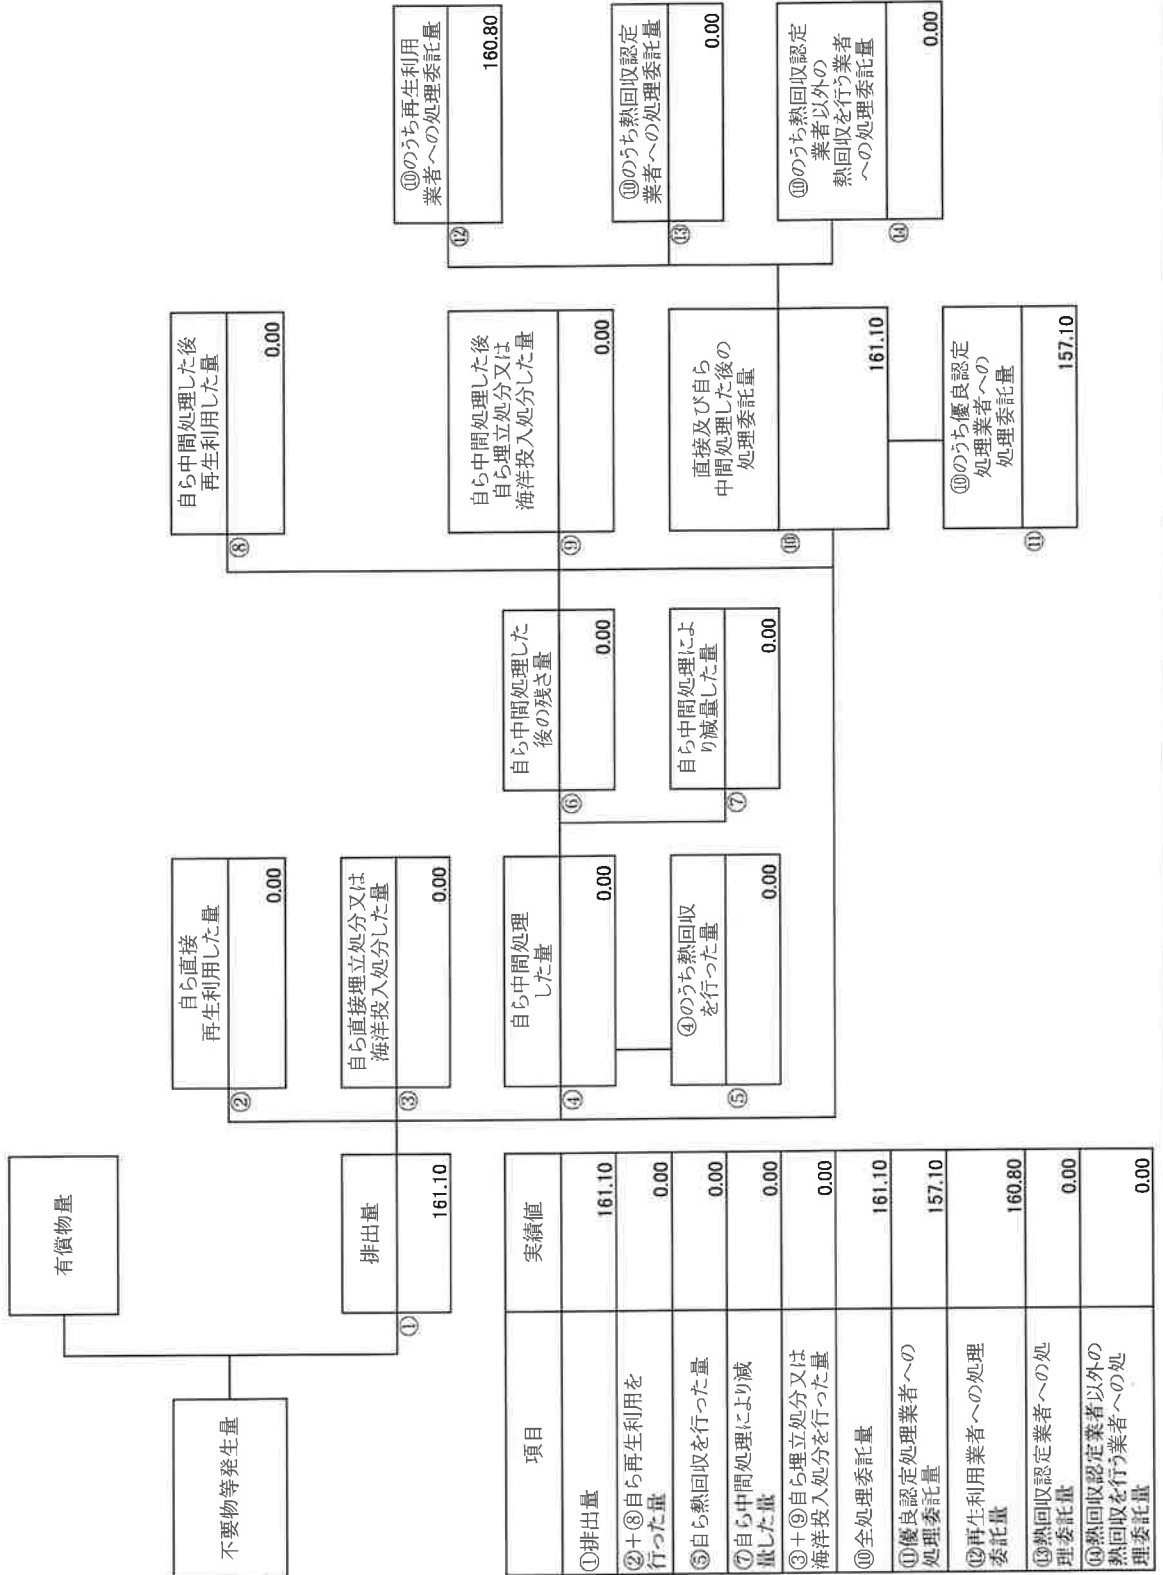 有償物量
不要物等発生量
排出量
①
161.10
自ら直接
再生利用した量
②
0.00
自ら直接埋立処分又は
海洋投入処分した量
③
0.00
自ら中間処理
した量
④
0.00
④のうち熱回収
を行った量
⑤
0.00
自ら中間処理した
後の残さ量
⑥
0.00
自ら中間処理によ
り減量した量
⑦
0.00
自ら中間処理した後
再生利用した量
⑧
0.00
自ら中間処理した後
自ら埋立処分又は
海洋投入処分した量
⑨
0.00
直接及び自ら
中間処理した後の
処理委託量
⑩
161.10
⑩のうち優良認定
処理業者への
処理委託量
⑪
157.10
⑩のうち再生利用
業者への処理委託量
⑫
160.80
⑩のうち熱回収認定
業者への処理委託量
⑬
0.00
⑩のうち熱回収認定
業者以外の
熱回収を行う業者
への処理委託量
⑭
0.00
項目 実績値
①排出量 161.10
②+⑧自ら再生利用を
行った量 0.00
⑤自ら熱回収を行った量 0.00
⑦自ら中間処理により減
量した量 0.00
③+⑨自ら埋立処分又は
海洋投入処分を行った量 0.00
⑩全処理委託量 161.10
⑪優良認定処理業者への
処理委託量 157.10
⑫再生利用業者への処理
委託量 160.80
⑬熱回収認定業者への処
理委託量 0.00
⑭熱回収認定業者以外の
熱回収を行う業者への処
理委託量 0.00